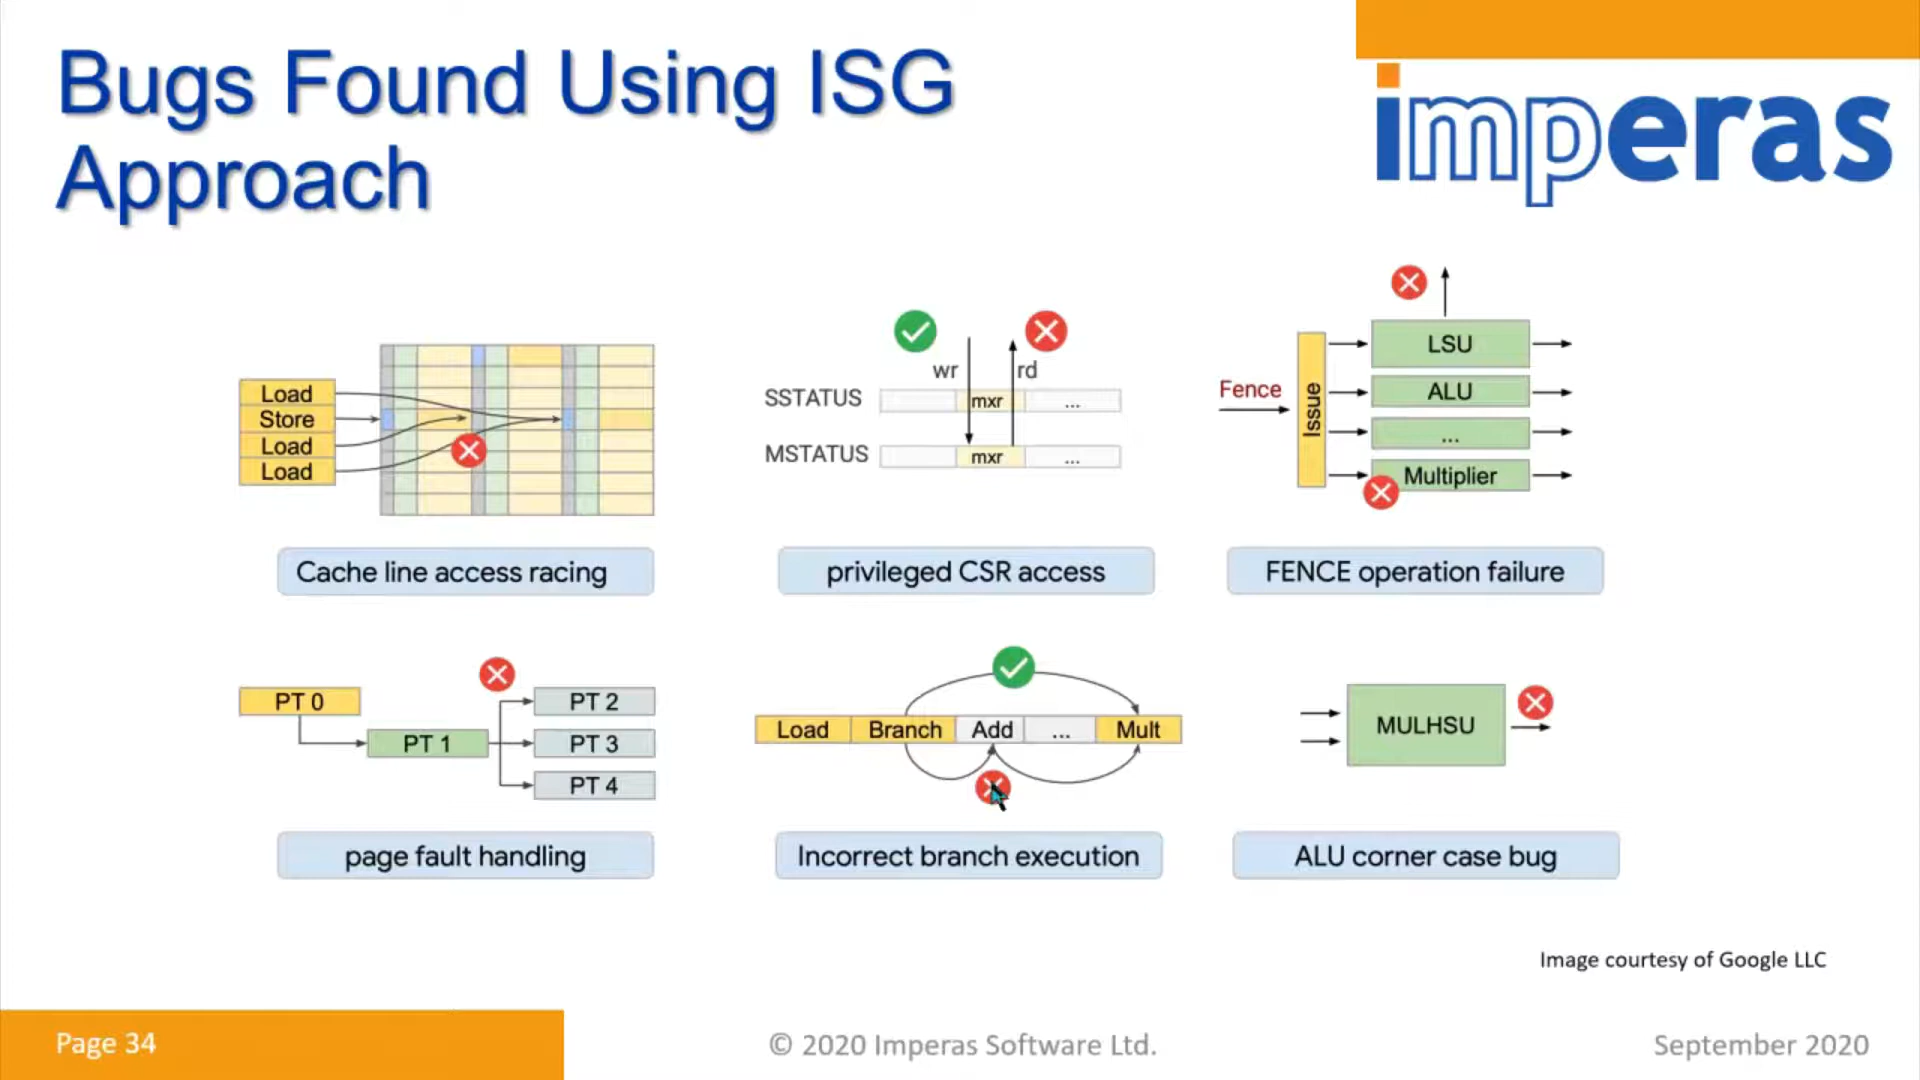 Bugs Found Using ISG
Approach
imperas
Load
Store
Load
Load
Cache line access racing
wr
rd
SSTATUS
mxr
...
MSTATUS
mxr
...
privileged CSR access
Fence
Issue
LSU
ALU
...
Multiplier
FENCE operation failure
PT 0
PT 1
PT 2
PT 3
PT 4
page fault handling
Load
Branch
Add
...
Mult
Incorrect branch execution
MULHSU
ALU corner case bug
Image courtesy of Google LLC
Page 34
© 2020 Imperas Software Ltd.
September 2020